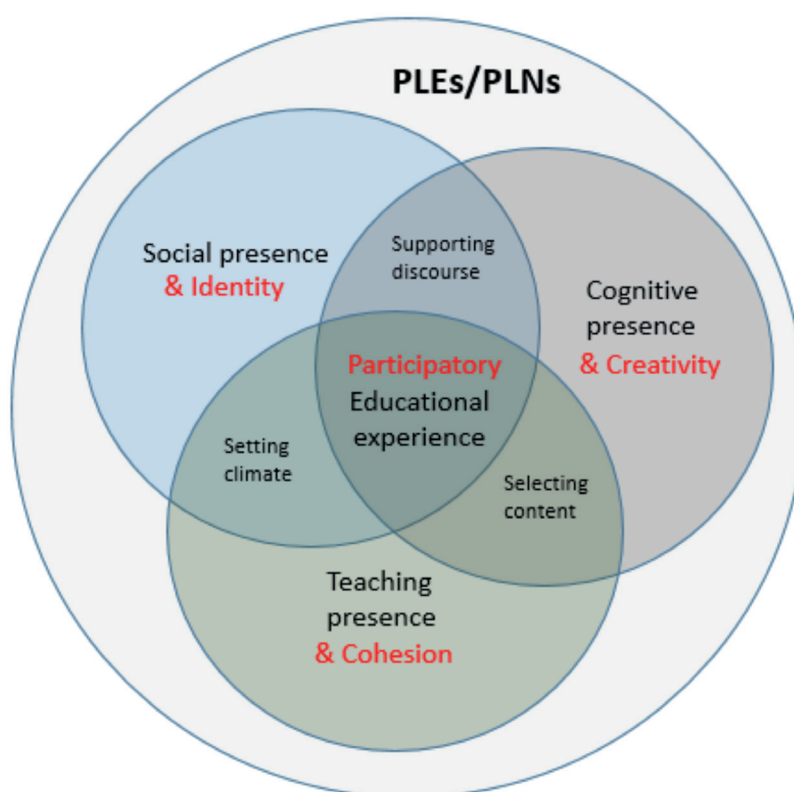 PLEs/PLNs
Social presence
& Identity
Supporting
discourse
Cognitive
presence
& Creativity
Participatory
Educational
experience
Setting
climate
Selecting
content
Teaching
presence
& Cohesion